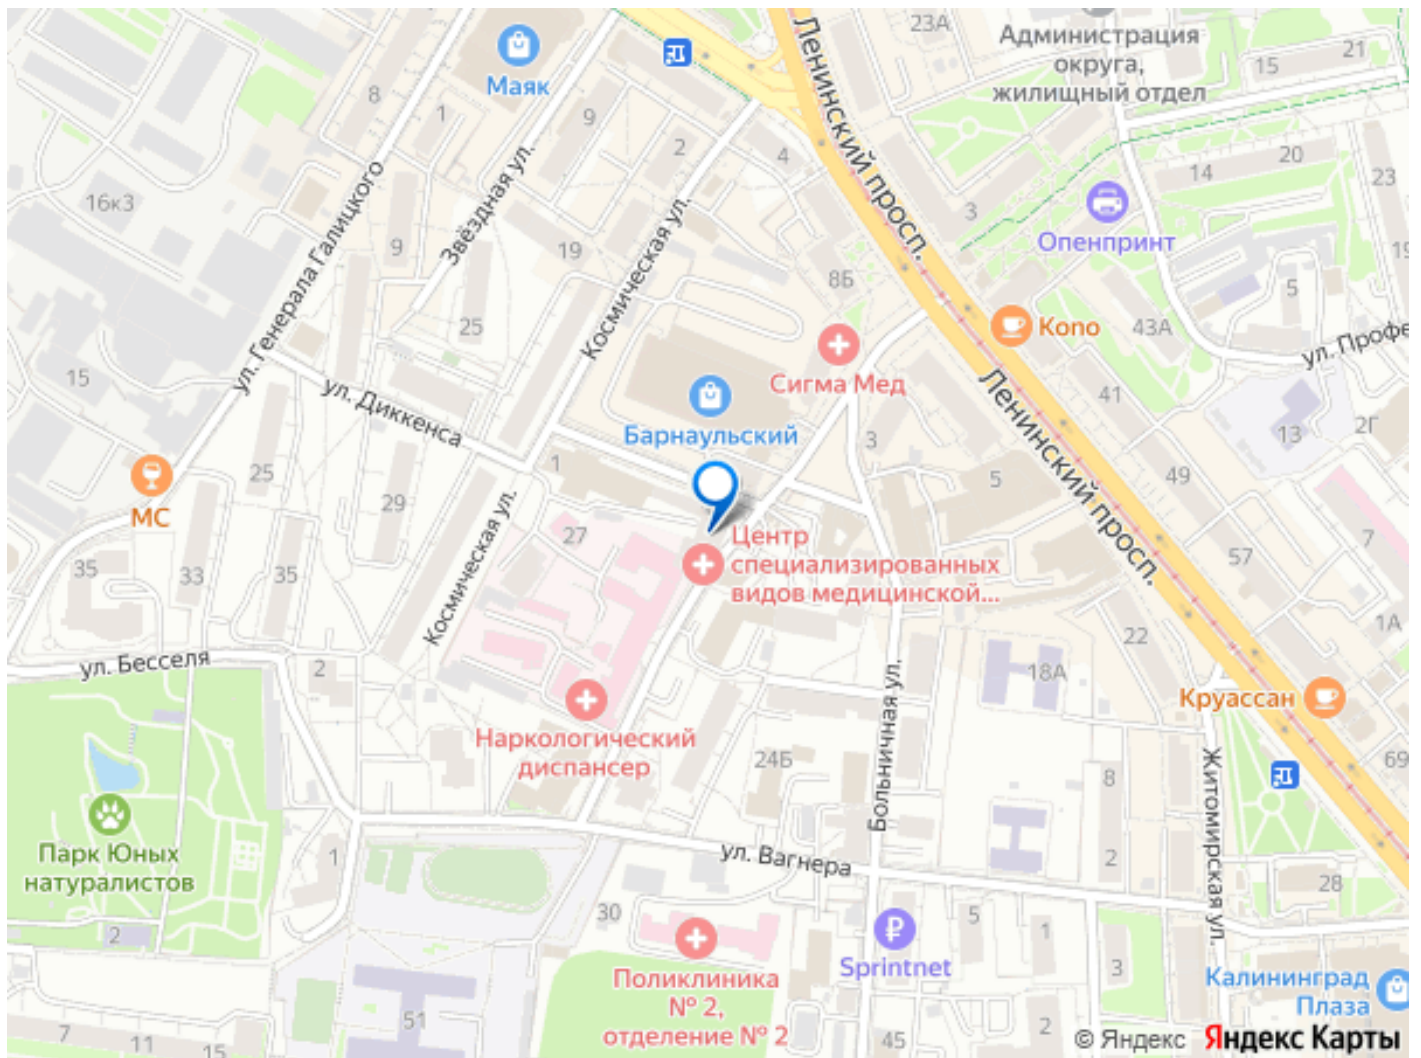 23А
Администрация
округа,
жилищный отдел
15
21
Маяк
8
1
9
2
4
Ленинский просп.
14
20
23
16к3
ул. Генерала Галицкого
Звёздная ул.
9
19
Космическая ул.
3
Опенпринт
8Б
25
5
Коло
43А
ул. Профе
15
ул. Диккенса
Сигма Мед
Ленинский просп.
41
Барнаульский
3
13
2Г
МС
25
29
1
5
49
27
Центр
специализированных
видов медицинской...
57
7
35
33
35
Космическая ул.
1А
22
ул. Бесселя
2
18А
Круассан
Больничная ул.
Наркологический
диспансер
24Б
8
69
Житомирская ул.
Парк Юных
натуралистов
1
ул. Вагнера
2
28
2
30
5
1
Sprintnet
3
Поликлиника
№ 2,
отделение № 2
Калининград
Плаза
7
11
15
51
45
2
© Яндекс Яндекс Карты